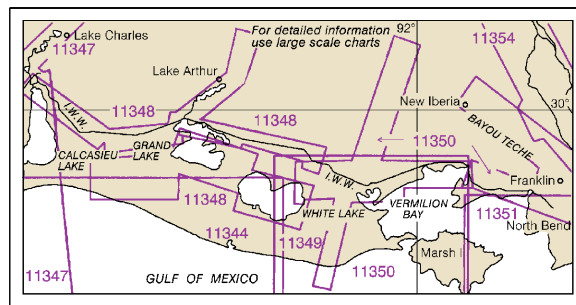 11347
Lake Charles
For detailed information
use large scale charts
92°
11354
Lake Arthur
11348
I.W.W.
11348
New Iberia
30°
11350
BAYOU TECHE
CALCASIEU
LAKE
GRAND
LAKE
I.W.W.
Franklin
11348
WHITE LAKE
VERMILION
BAY
11351
11344
11349
North Bend
Marsh I
11347
GULF OF MEXICO
11350